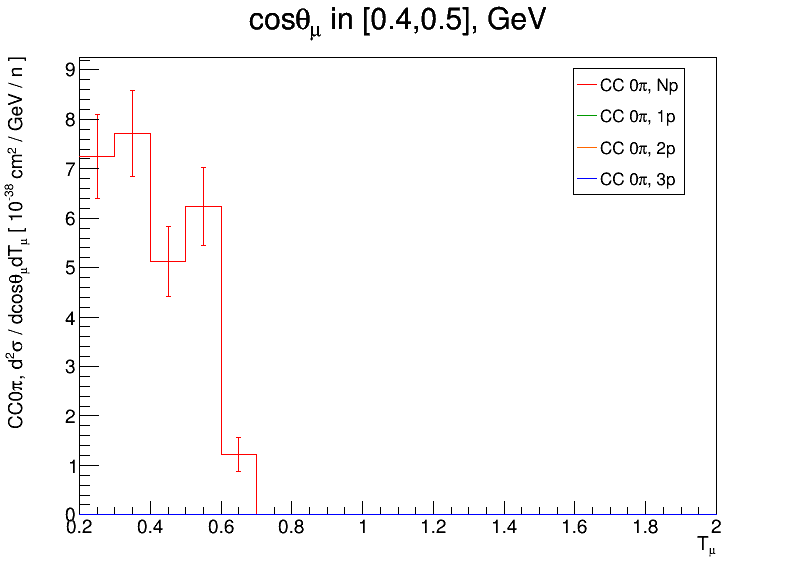 cosθμ in [0.4,0.5], GeV
CC0π, d²σ / dcosθμdTμ [ 10⁻³⁸ cm² / GeV / n ]
9
8
7
6
5
4
3
2
1
0
CC 0π, Np
CC 0π, 1p
CC 0π, 2p
CC 0π, 3p
0.2 0.4 0.6 0.8 1 1.2 1.4 1.6 1.8 2
Tμ